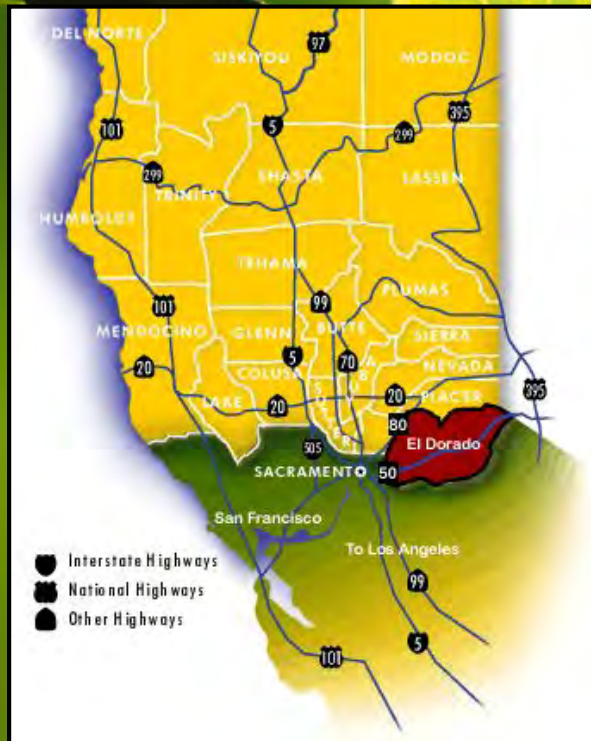 DEL NORTE
97
SISKIYOU
MODOC
101
5
395
299
299
SHASTA
LASSEN
TRINITY
HUMBOLDT
TEHAMA
PLUMAS
101
99
MENDOCINO
GLENN
BUTTE
SIERRA
5
70
20
COLUSA
NEVADA
YUBA
LAKE
20
SUTTER
20
PLACER
395
80
El Dorado
505
SACRAMENTO
50
San Francisco
To Los Angeles
Interstate Highways
National Highways
Other Highways
99
5
101